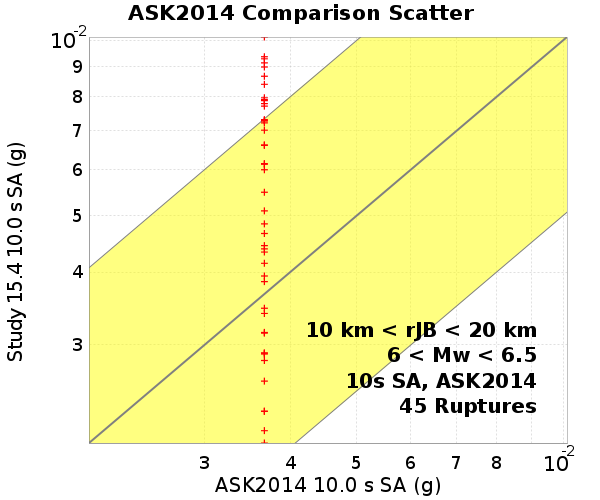 ASK2014 Comparison Scatter
10-2
9
8
7
6
5
4
3
Study 15.4 10.0 s SA (g)
10 km < rJB < 20 km
6 < Mw < 6.5
10s SA, ASK2014
45 Ruptures
3 4 5 6 7 8 10-2
ASK2014 10.0 s SA (g)